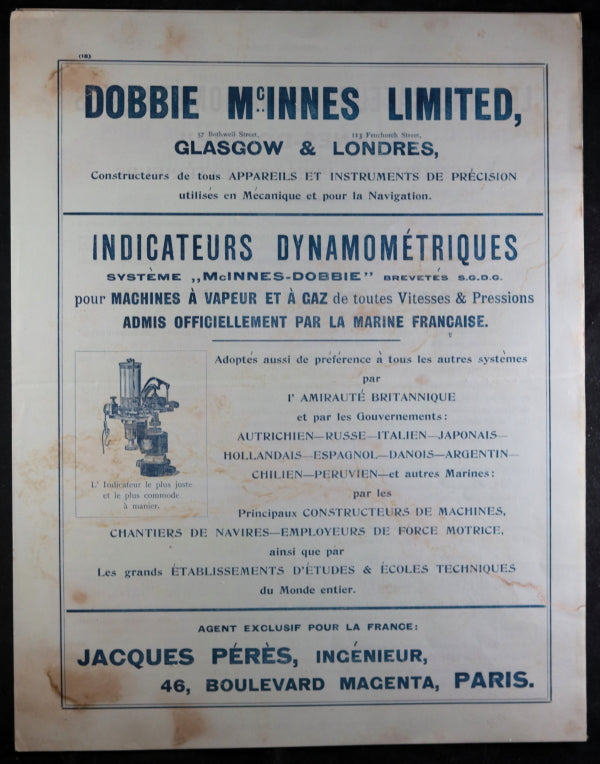 (18)
DOBBIE McINNES LIMITED,
57 Bothwell Street, 113 Fenchurch Street,
GLASGOW & LONDRES,
Constructeurs de tous APPAREILS ET INSTRUMENTS DE PRÉCISION
utilisés en Mécanique et pour la Navigation.
INDICATEURS DYNAMOMÉTRIQUES
SYSTÈME „McINNES-DOBBIE” BREVETÉS S.G.D.G.
pour MACHINES À VAPEUR ET À GAZ de toutes Vitesses & Pressions
ADMIS OFFICIELLEMENT PAR LA MARINE FRANCAISE.
Adoptés aussi de préférence à tous les autres systèmes
par
l' AMIRAUTÉ BRITANNIQUE
et par les Gouvernements:
AUTRICHIEN—RUSSE—ITALIEN—JAPONAIS—
HOLLANDAIS—ESPAGNOL—DANOIS—ARGENTIN—
CHILIEN—PERUVIEN—et autres Marines:
par les
Principaux CONSTRUCTEURS DE MACHINES,
CHANTIERS DE NAVIRES—EMPLOYEURS DE FORCE MOTRICE,
ainsi que par
Les grands ÉTABLISSEMENTS D'ÉTUDES & ÉCOLES TECHNIQUES
du Monde entier.
L' Indicateur le plus juste
et le plus commode
à manier.
AGENT EXCLUSIF POUR LA FRANCE:
JACQUES PÉRÈS, INGÉNIEUR,
46, BOULEVARD MAGENTA, PARIS.